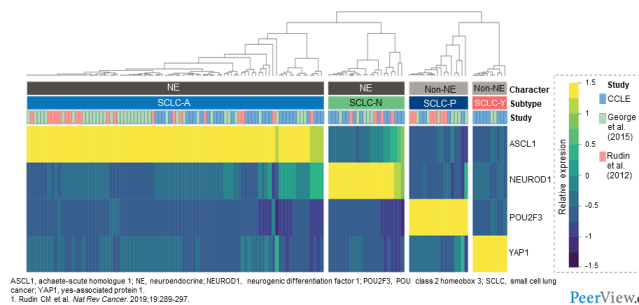 NE NE Non-NE Non-NE Character
SCLC-A SCLC-N SCLC-P SCLC-Y Subtype
Study
ASCL1
NEUROD1
POU2F3
YAP1
Relative expresion
1.5
1
0.5
0
-0.5
-1
-1.5
Study
CCLE
George
et al.
(2015)
Rudin
et al.
(2012)
ASCL1, achaete-scute homologue 1; NE, neuroendocrine; NEUROD1, neurogenic differentiation factor 1; POU2F3, POU class 2 homeobox 3; SCLC, small cell lung
cancer; YAP1, yes-associated protein 1.
1. Rudin CM et al. Nat Rev Cancer. 2019;19:289-297.
PeerView.